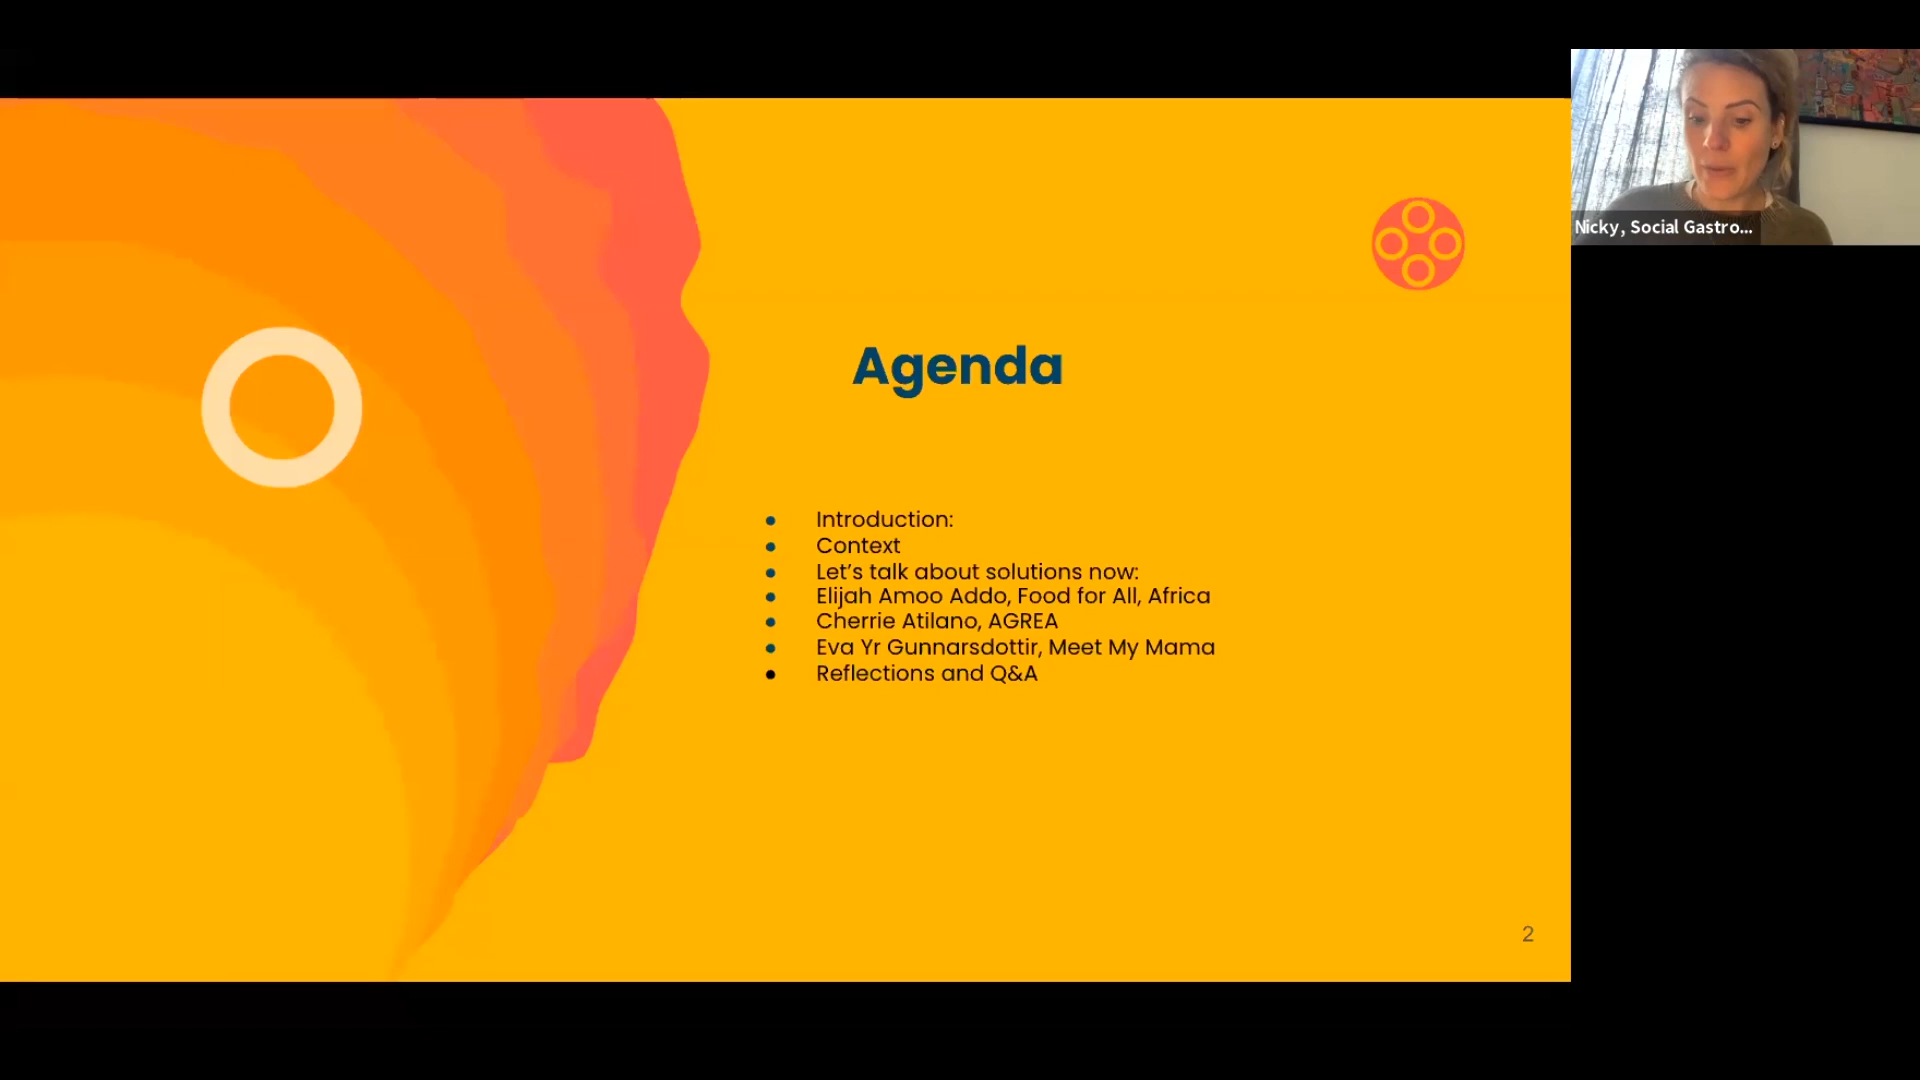 Nicky, Social Gastro...
Agenda
Introduction:
Context
Let’s talk about solutions now:
Elijah Amoo Addo, Food for All, Africa
Cherrie Atilano, AGREA
Eva Yr Gunnarsdottir, Meet My Mama
Reflections and Q&A
2